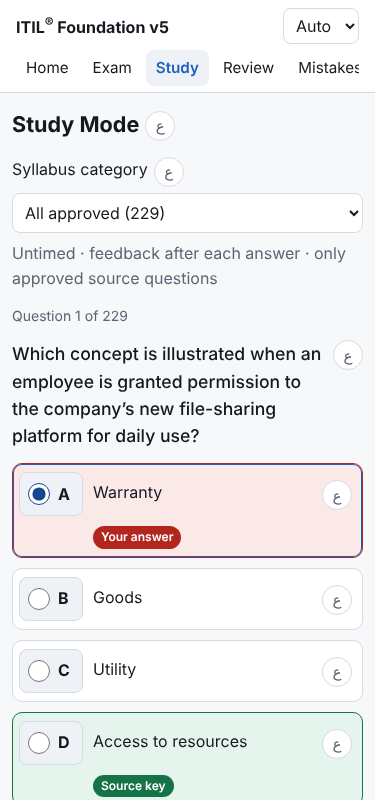 ITIL® Foundation v5
Auto
Home Exam Study Review Mistakes
Study Mode ع
Syllabus category ع
All approved (229)
Untimed · feedback after each answer · only
approved source questions
Question 1 of 229
Which concept is illustrated when an ع
employee is granted permission to
the company’s new file-sharing
platform for daily use?
A Warranty ع
Your answer
B Goods ع
C Utility ع
D Access to resources ع
Source key